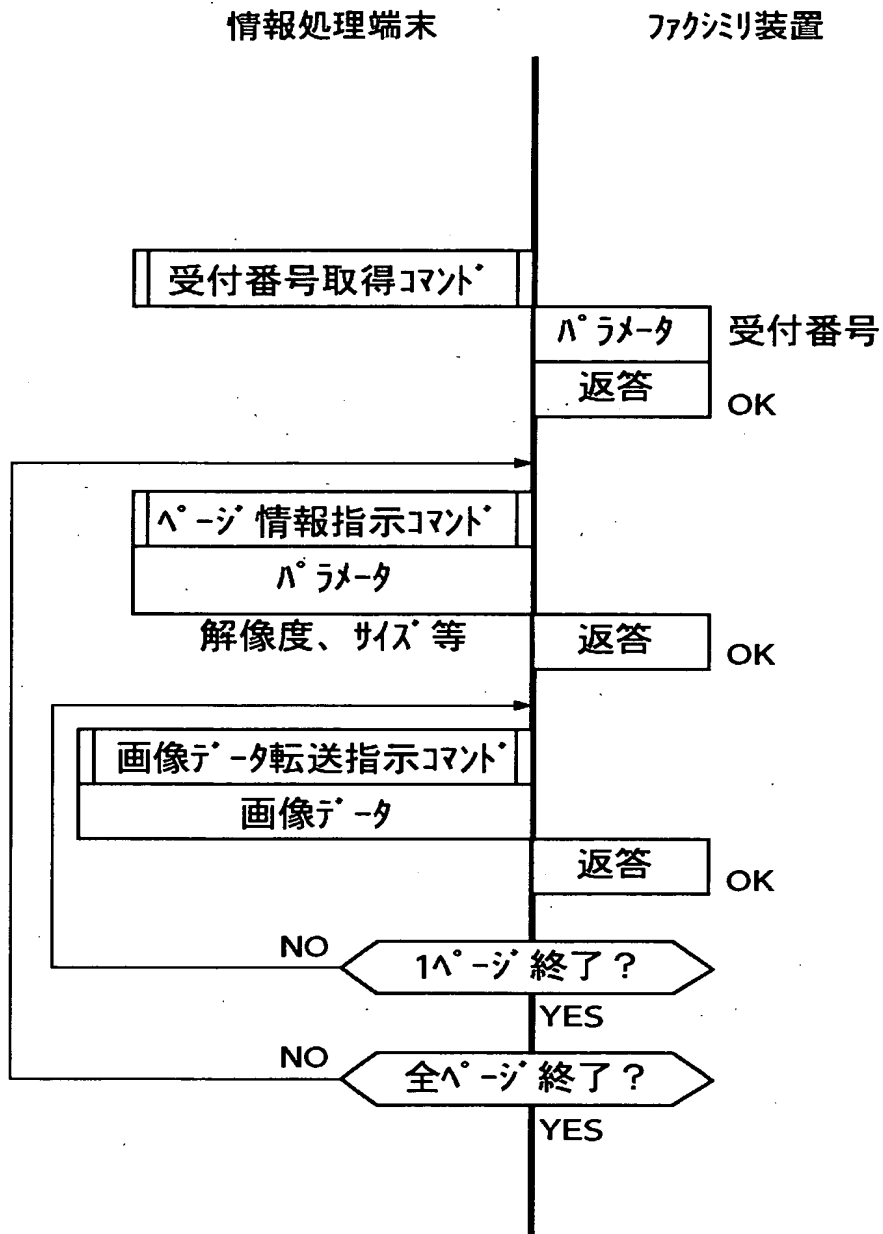 情報処理端末
ファクシミリ装置
受付番号取得コマンド
パラメータ 受付番号
返答 OK
ページ情報指示コマンド
パラメータ
解像度、サイズ等
返答 OK
画像データ転送指示コマンド
画像データ
返答 OK
NO
1ページ終了？
YES
NO
全ページ終了？
YES